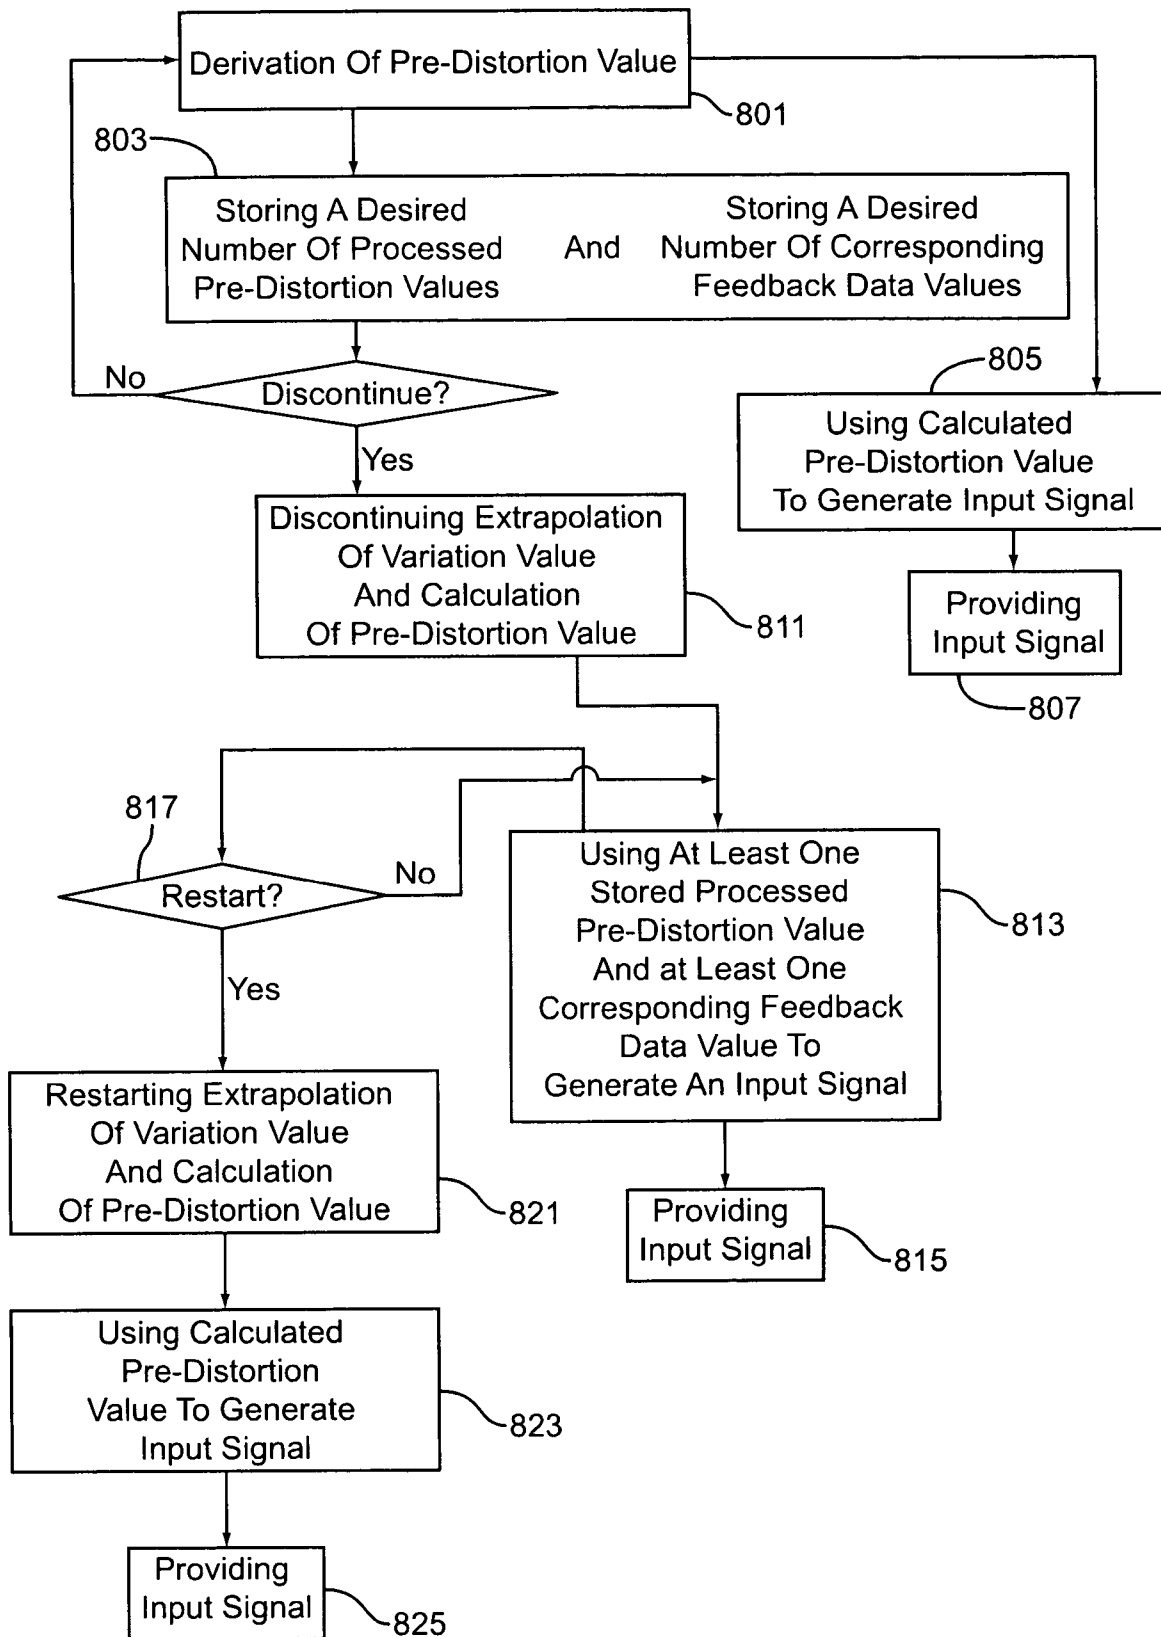 Derivation Of Pre-Distortion Value
801
803
Storing A Desired
Number Of Processed
Pre-Distortion Values
And
Storing A Desired
Number Of Corresponding
Feedback Data Values
No
Discontinue?
Yes
805
Using Calculated
Pre-Distortion Value
To Generate Input Signal
Discontinuing Extrapolation
Of Variation Value
And Calculation
Of Pre-Distortion Value
811
Providing
Input Signal
807
817
Restart?
No
Yes
Using At Least One
Stored Processed
Pre-Distortion Value
And at Least One
Corresponding Feedback
Data Value To
Generate An Input Signal
813
Restarting Extrapolation
Of Variation Value
And Calculation
Of Pre-Distortion Value
821
Providing
Input Signal
815
Using Calculated
Pre-Distortion
Value To Generate
Input Signal
823
Providing
Input Signal
825